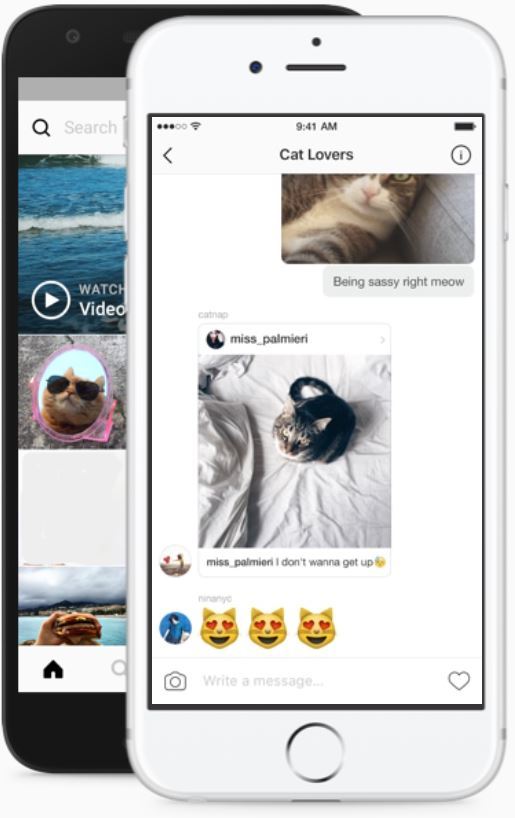 9:41 AM
Search
Cat Lovers
Being sassy right meow
WATCH
Video
catnap
miss_palmieri
miss_palmieri I don't wanna get up😪
ninanyc
😻😻😻
Write a message...